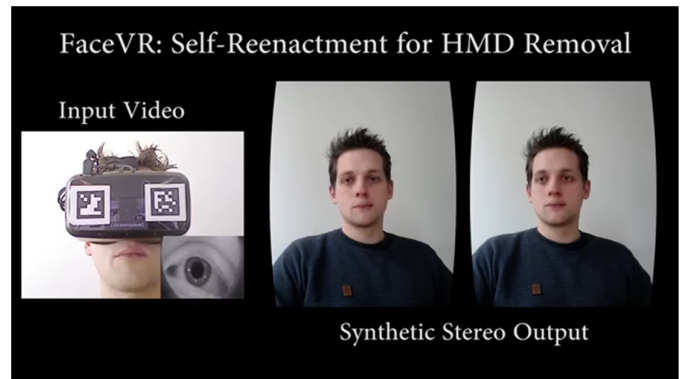 FaceVR: Self-Reenactment for HMD Removal
Input Video
Synthetic Stereo Output